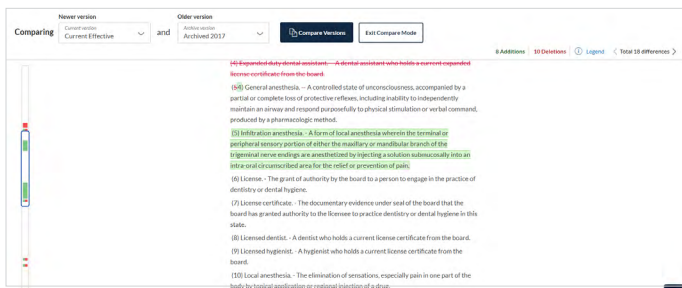 Comparing
Newer version
Current version
Current Effective
and
Older version
Archive version
Archived 2017
Compare Versions
Exit Compare Mode
8 Additions
10 Deletions
Legend
Total 18 differences
(4) Expanded duty dental assistant. - A dental assistant who holds a current expanded
license certificate from the board.
(54) General anesthesia. -- A controlled state of unconsciousness, accompanied by a
partial or complete loss of protective reflexes, including inability to independently
maintain an airway and respond purposefully to physical stimulation or verbal command,
produced by a pharmacologic method.
(5) Infiltration anesthesia. - A form of local anesthesia wherein the terminal or
peripheral sensory portion of either the maxillary or mandibular branch of the
trigeminal nerve endings are anesthetized by injecting a solution submucosally into an
intra-oral circumscribed area for the relief or prevention of pain.
(6) License. - The grant of authority by the board to a person to engage in the practice of
dentistry or dental hygiene.
(7) License certificate. - The documentary evidence under seal of the board that the
board has granted authority to the licensee to practice dentistry or dental hygiene in this
state.
(8) Licensed dentist. - A dentist who holds a current license certificate from the board.
(9) Licensed hygienist. - A hygienist who holds a current license certificate from the
board.
(10) Local anesthesia. - The elimination of sensations, especially pain in one part of the
body by topical application or regional injection of a drug.